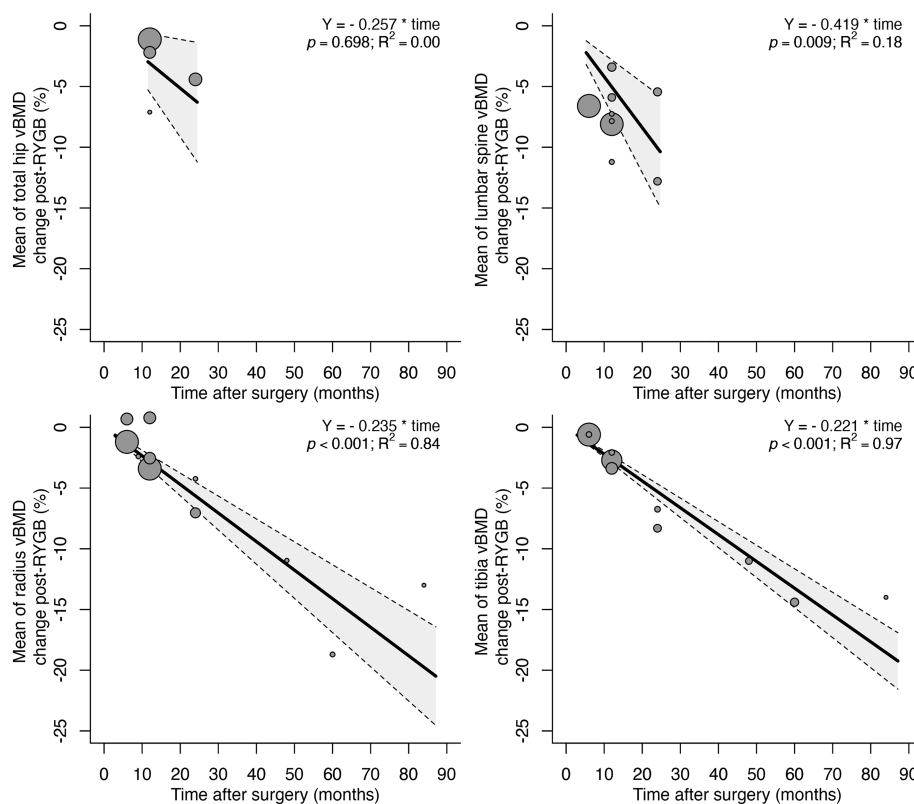 Y = - 0.257 * time
p = 0.698; R² = 0.00
0
-5
-10
-15
-20
-25
Mean of total hip vBMD
change post-RYGB (%)
0 10 20 30 40 50 60 70 80 90
Time after surgery (months)
Y = - 0.419 * time
p = 0.009; R² = 0.18
0
-5
-10
-15
-20
-25
Mean of lumbar spine vBMD
change post-RYGB (%)
0 10 20 30 40 50 60 70 80 90
Time after surgery (months)
Y = - 0.235 * time
p < 0.001; R² = 0.84
0
-5
-10
-15
-20
-25
Mean of radius vBMD
change post-RYGB (%)
0 10 20 30 40 50 60 70 80 90
Time after surgery (months)
Y = - 0.221 * time
p < 0.001; R² = 0.97
0
-5
-10
-15
-20
-25
Mean of tibia vBMD
change post-RYGB (%)
0 10 20 30 40 50 60 70 80 90
Time after surgery (months)